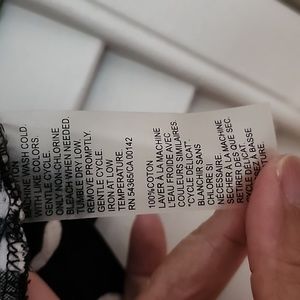 MACHINE WASH COLD.
WITH LIKE COLORS.
GENTLE CYCLE.
ONLY NON-CHLORINE
BLEACH WHEN NEEDED.
TUMBLE DRY LOW.
REMOVE PROMPTLY.
GENTLE CYCLE.
IRON AT LOW
TEMPERATURE.
RN 54365/CA 00142
100%COTON
LAVER À LA MACHINE
L'EAU FROIDE AVEC
COULEURS SIMILAIRES.
"CYCLE DÉLICAT".
BLANCHIR SANS
CHLORE SI
NÉCESSAIRE.
SÉCHER À LA MACHINE
RETIRER DÈS QUE SEC.
CYCLE DÉLICAT
BASSE